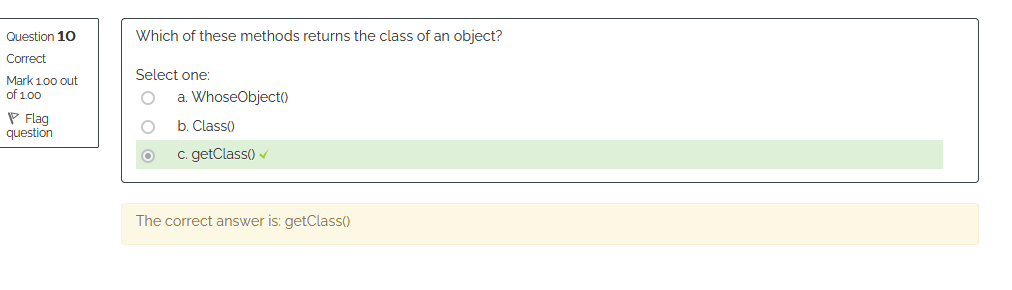 Question 10
Correct
Mark 1.00 out
of 1.00
Flag
question
Which of these methods returns the class of an object?
Select one:
a. WhoseObject()
b. Class()
c. getClass()
The correct answer is: getClass()